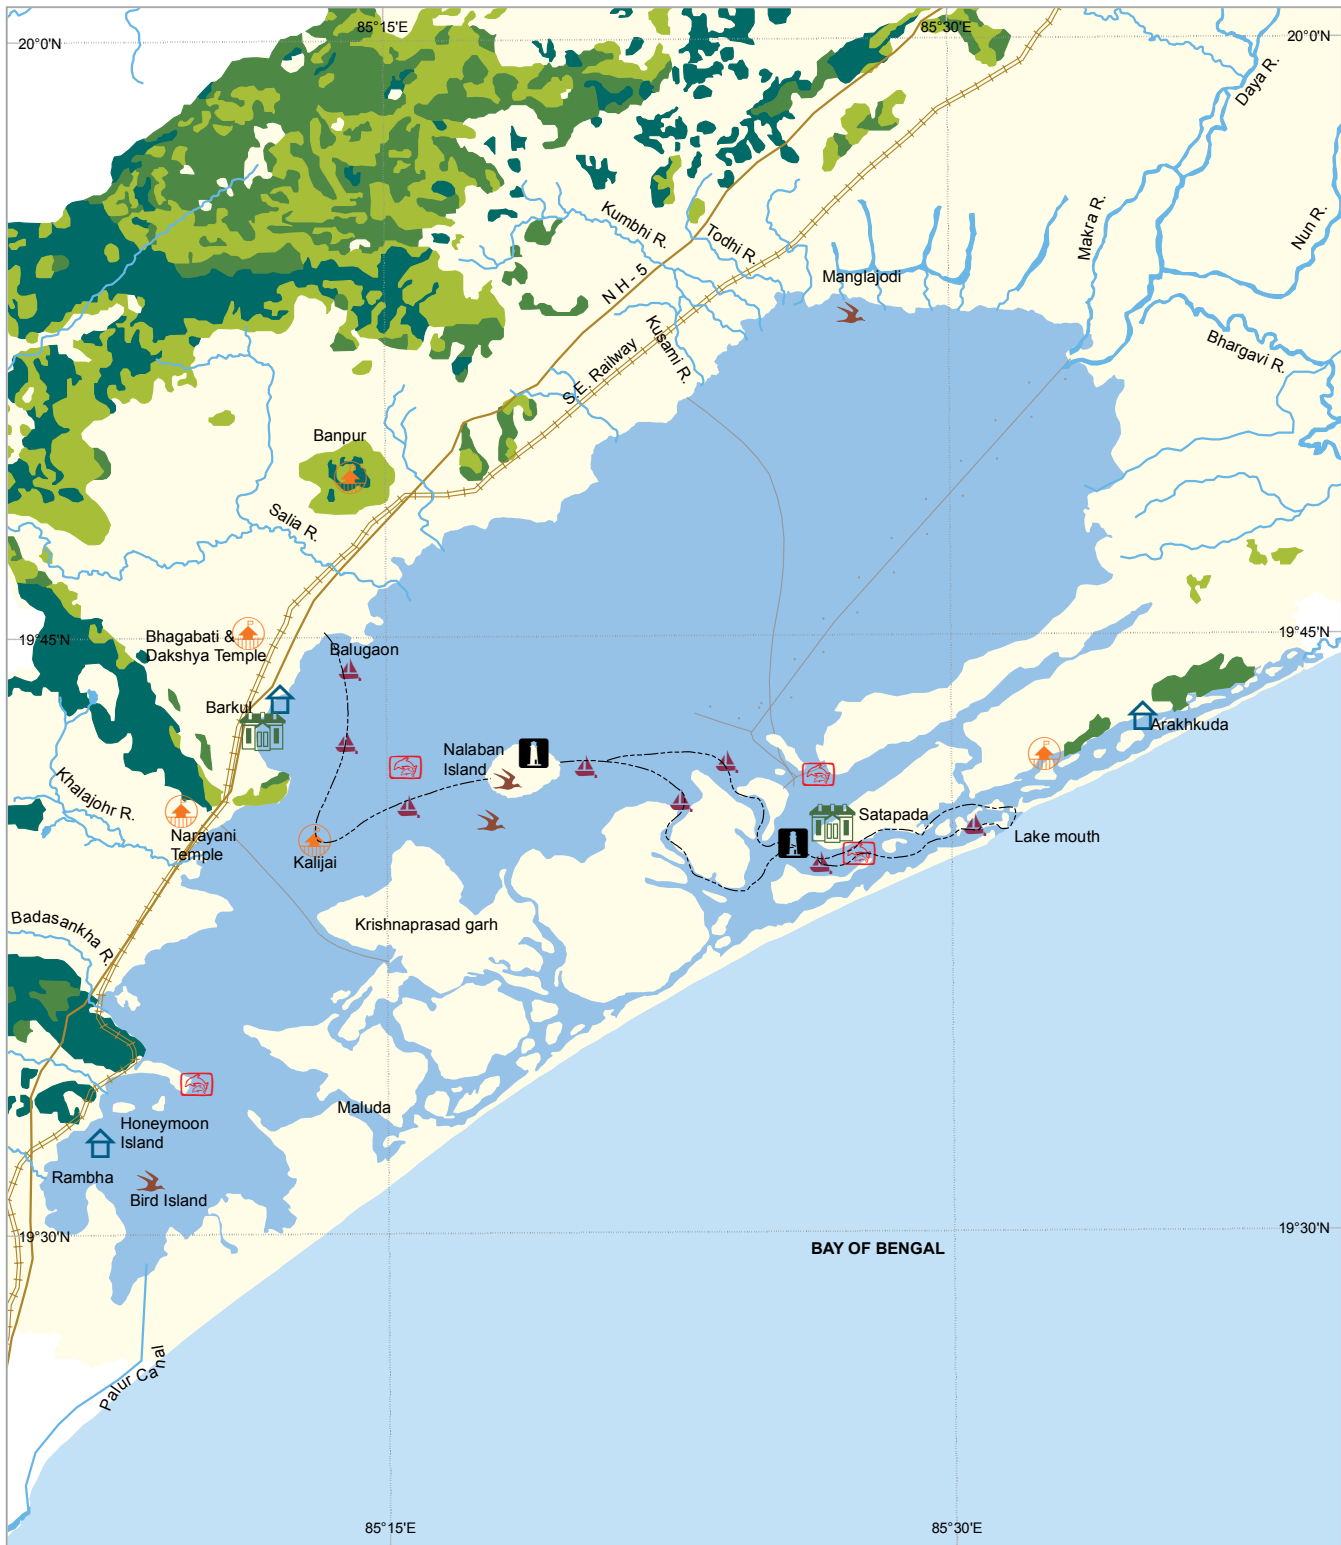 85°15'E
85°30'E
20°0'N
20°0'N
Daya R.
Makra R.
Nun R.
Kumbhi R.
Todhi R.
Manglajodi
N H - 5
Kusami R.
S.E. Railway
Bhargavi R.
Banpur
Salia R.
19°45'N
19°45'N
Bhagabati &
Dakshya Temple
Balugaon
Barkul
Arakhkuda
Nalaban
Island
Khalajohr R.
Satapada
Narayani
Temple
Kalijai
Lake mouth
Badasankha R.
Krishnaprasad garh
Maluda
Honeymoon
Island
Rambha
Bird Island
19°30'N
19°30'N
BAY OF BENGAL
Palur Canal
85°15'E
85°30'E